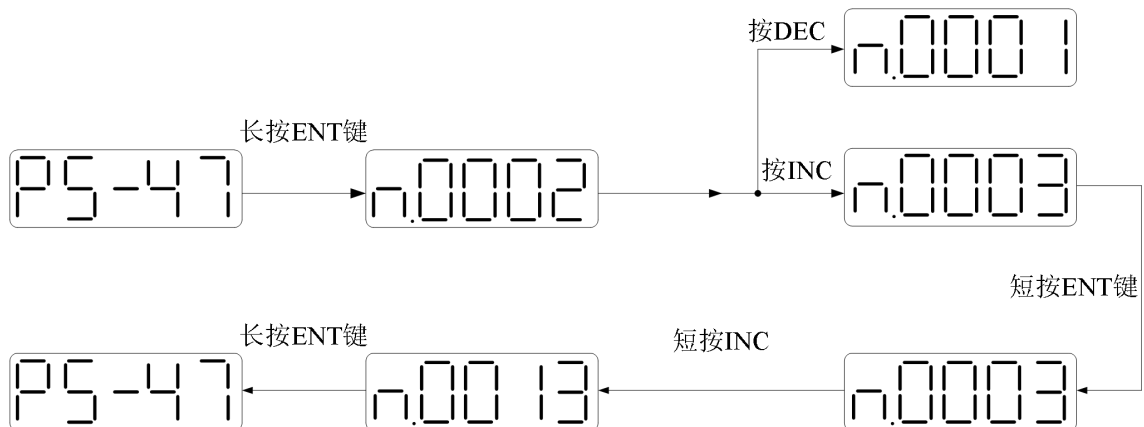 按DEC
n.0001
长按ENT键
按INC
PS-47
n.0002
n.0003
短按ENT键
长按ENT键
短按INC
PS-47
n.0013
n.0003